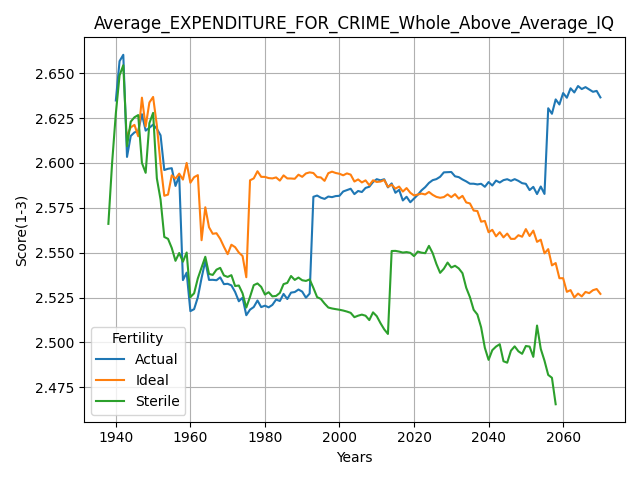 Average_EXPENDITURE_FOR_CRIME_Whole_Above_Average_IQ
Score(1-3)
2.650
2.625
2.600
2.575
2.550
2.525
2.500
2.475
Fertility
Actual
Ideal
Sterile
1940 1960 1980 2000 2020 2040 2060
Years